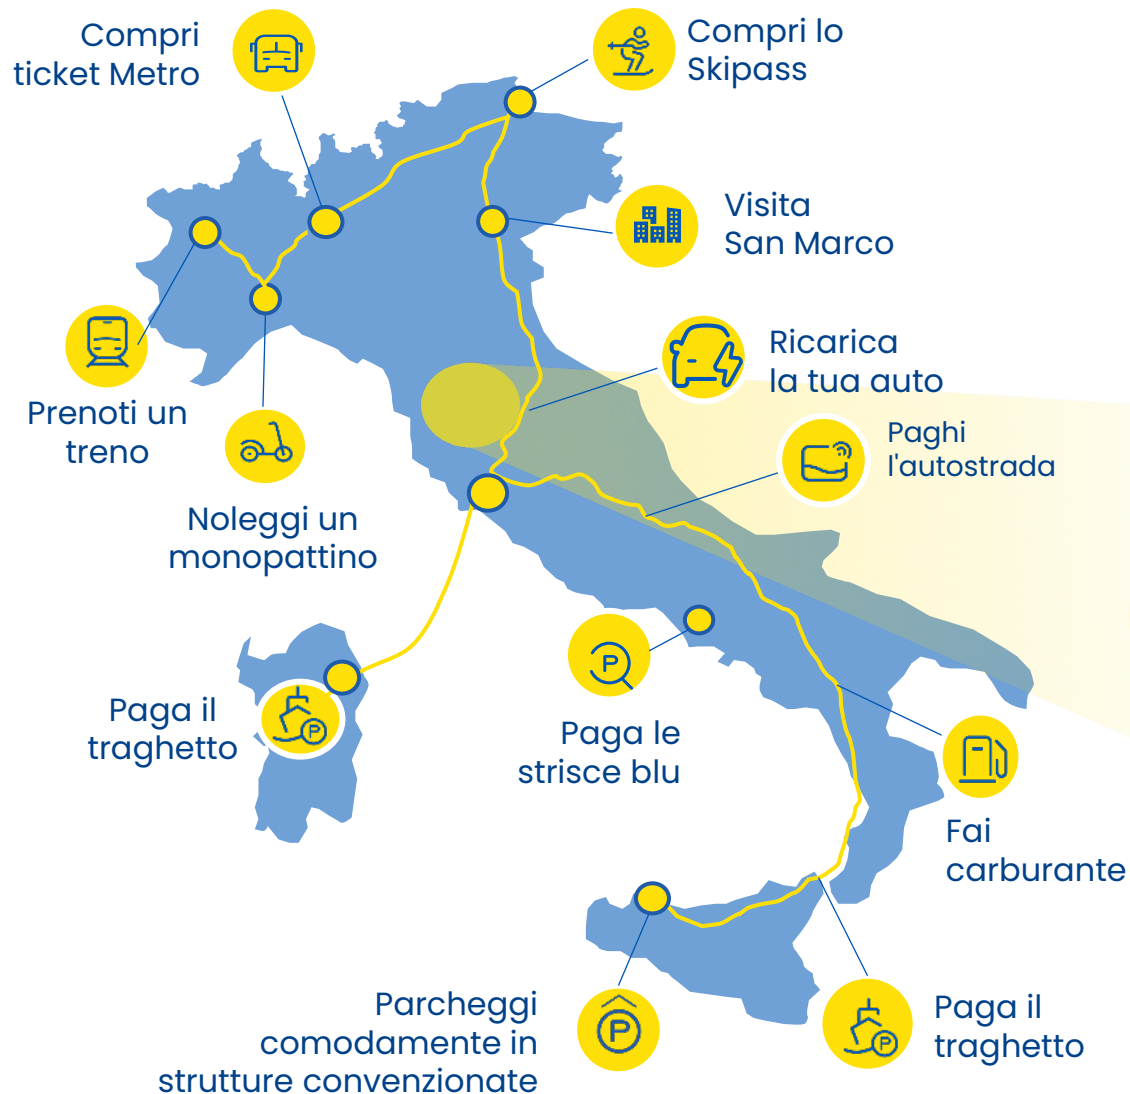 Compri
ticket Metro
Compri lo
Skipass
Visita
San Marco
Ricarica
la tua auto
Paghi
l'autostrada
Prenoti un
treno
Noleggi un
monopattino
P
Paga il
traghetto
P
Paga le
strisce blu
Fai
carburante
Parcheggi
comodamente in
strutture convenzionate
P
P
Paga il
traghetto